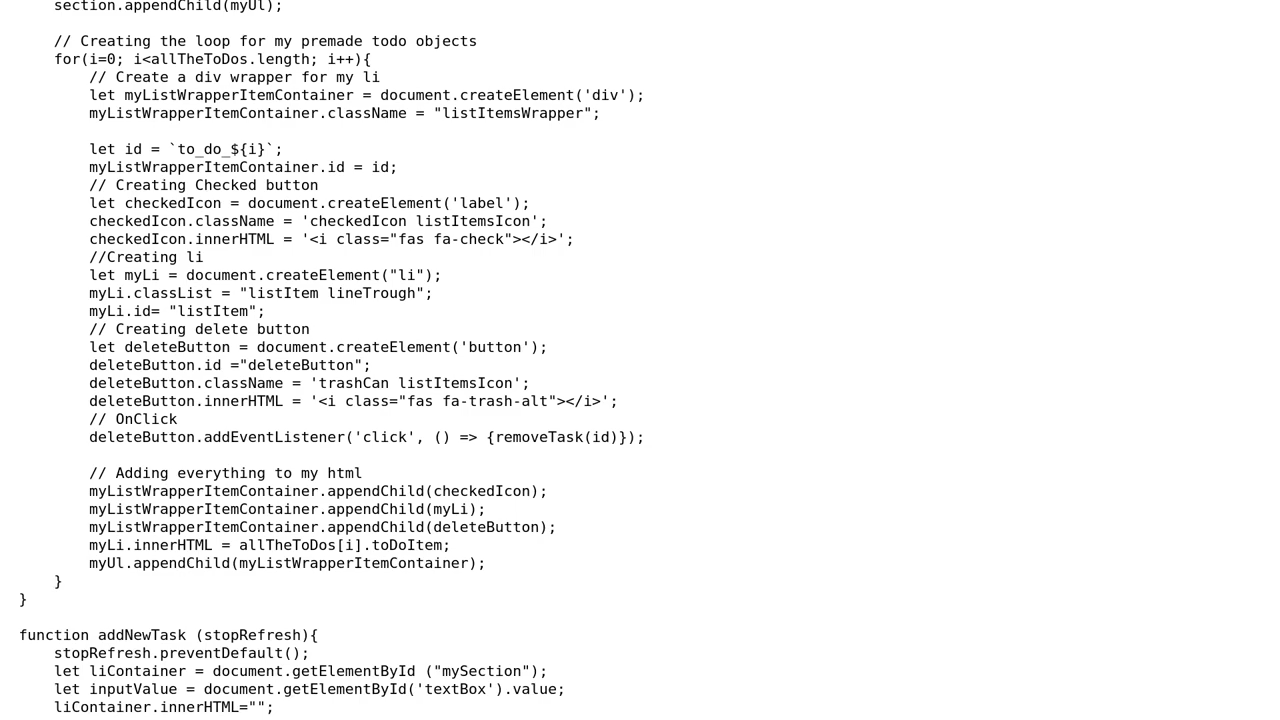 section.appendChild(myUl);
// Creating the loop for my premade todo objects
for(i=0; i<allTheToDos.length; i++){
// Create a div wrapper for my li
let myListWrapperItemContainer = document.createElement('div');
myListWrapperItemContainer.className = "listItemsWrapper";
let id = `to_do_${i}`;
myListWrapperItemContainer.id = id;
// Creating Checked button
let checkedIcon = document.createElement('label');
checkedIcon.className = 'checkedIcon listItemsIcon';
checkedIcon.innerHTML = '<i class="fas fa-check"></i>';
//Creating li
let myLi = document.createElement("li");
myLi.classList = "listItem lineTrough";
myLi.id= "listItem";
// Creating delete button
let deleteButton = document.createElement('button');
deleteButton.id ="deleteButton";
deleteButton.className = 'trashCan listItemsIcon';
deleteButton.innerHTML = '<i class="fas fa-trash-alt"></i>';
// OnClick
deleteButton.addEventListener('click', () => {removeTask(id)});
// Adding everything to my html
myListWrapperItemContainer.appendChild(checkedIcon);
myListWrapperItemContainer.appendChild(myLi);
myListWrapperItemContainer.appendChild(deleteButton);
myLi.innerHTML = allTheToDos[i].toDoItem;
myUl.appendChild(myListWrapperItemContainer);
}
}
function addNewTask (stopRefresh){
stopRefresh.preventDefault();
let liContainer = document.getElementById ("mySection");
let inputValue = document.getElementById('textBox').value;
liContainer.innerHTML="";